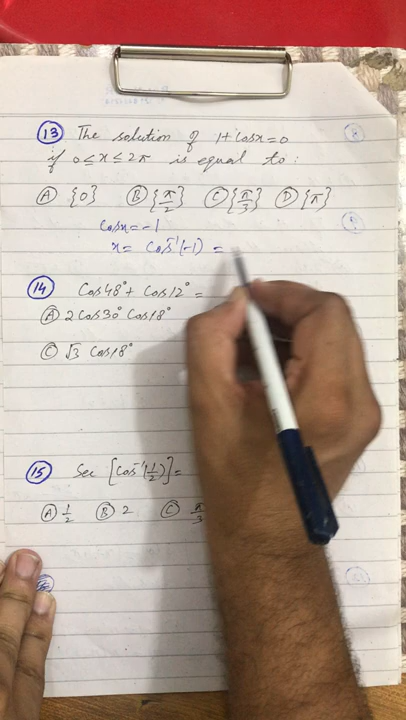 13 The solution of 1+Cosx=0
if 0≤x≤2π is equal to:
A {0} B {π/2} C {π/3} D {π}
Cosx=-1
x= Cos⁻¹(-1) =
14 Cos48°+ Cos12° =
A 2Cos30° Cos18°
C √3 Cos18°
15 Sec [Cos⁻¹(1/2)]=
A 1/2 B 2 C π/3